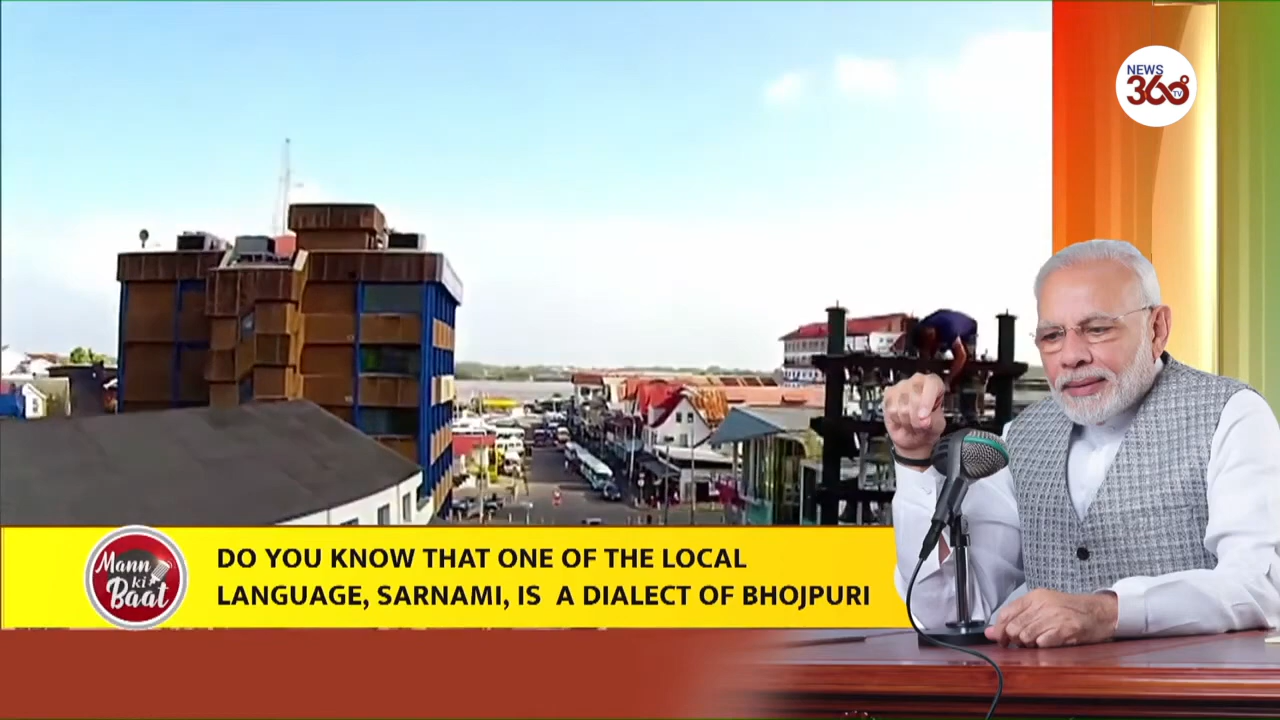 NEWS
360
TV
DO YOU KNOW THAT ONE OF THE LOCAL
LANGUAGE, SARNAMI, IS A DIALECT OF BHOJPURI
Mann
ki
Baat